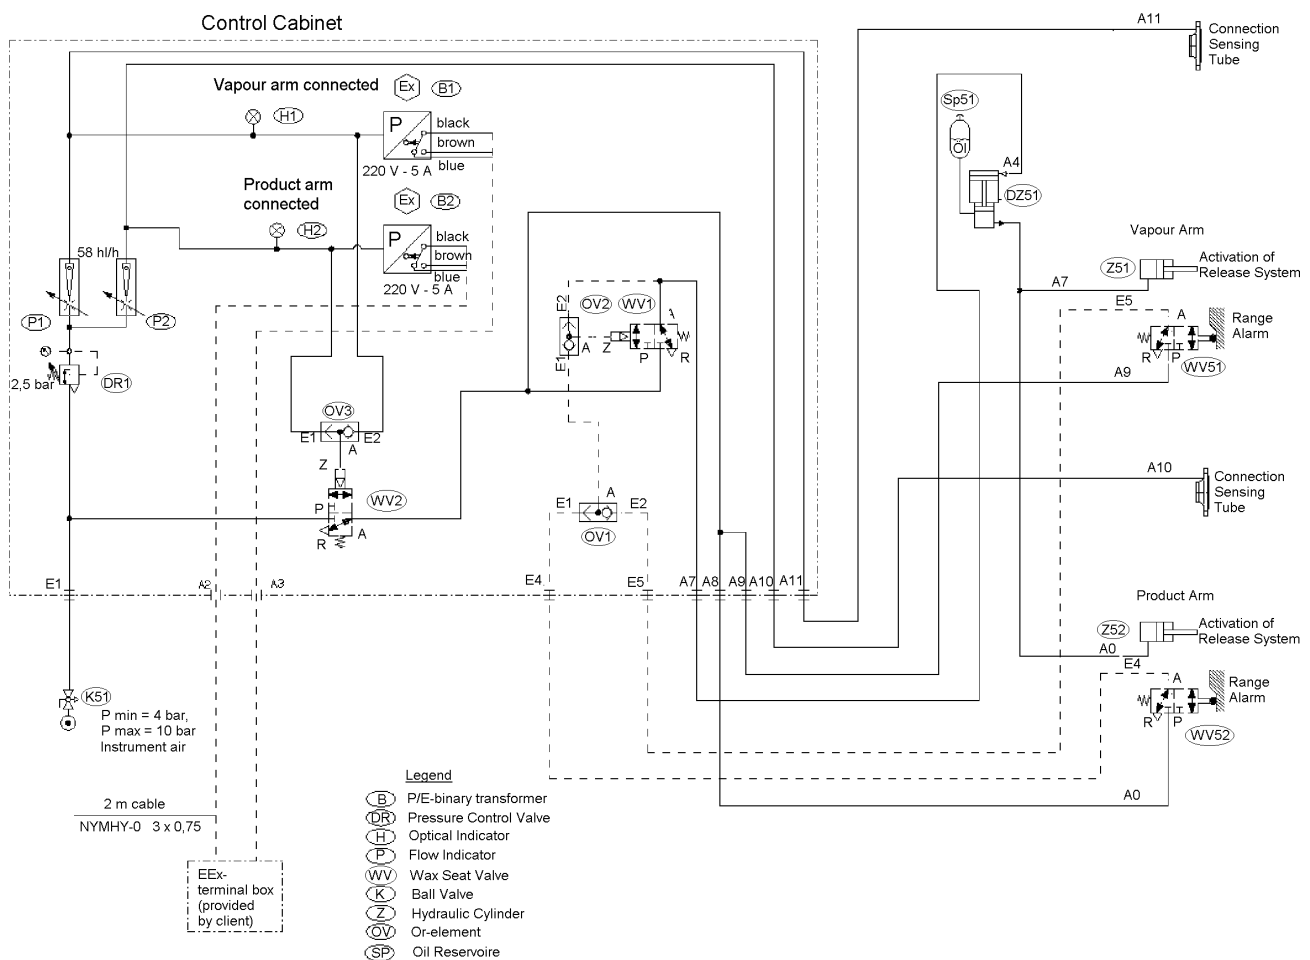 Control Cabinet
A11
Connection
Sensing
Tube
Vapour arm connected
Ex
B1
H1
P
black
brown
blue
220 V - 5 A
Product arm
connected
Ex
B2
H2
P
black
brown
blue
220 V - 5 A
Sp51
Öl
A4
DZ51
58 hl/h
P1
P2
2,5 bar
DR1
Vapour Arm
Z51
Activation of
Release System
A7
E5
A
Range
Alarm
R
P
WV51
A9
E2
OV2
WV1
A
E1
A
Z
P
R
OV3
E1
E2
A
Z
P
WV2
R
A
A10
Connection
Sensing
Tube
E1
A
E2
OV1
E1
A2
A3
E4
E5
A7
A8
A9
A10
A11
Product Arm
Z52
Activation of
Release System
A0
E4
A
Range
Alarm
R
P
WV52
A0
K51
P min = 4 bar,
P max = 10 bar
Instrument air
2 m cable
NYMHY-0 3 x 0,75
EEx-
terminal box
(provided
by client)
Legend
B P/E-binary transformer
DR Pressure Control Valve
H Optical Indicator
P Flow Indicator
WV Wax Seat Valve
K Ball Valve
Z Hydraulic Cylinder
OV Or-element
SP Oil Reservoire